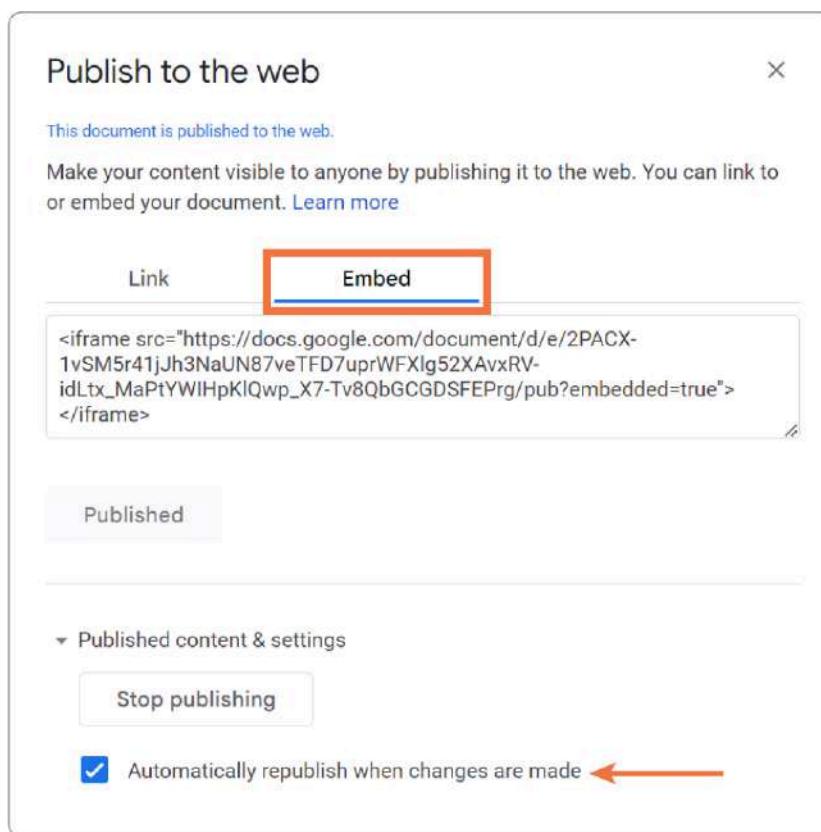 Publish to the web
This document is published to the web.
Make your content visible to anyone by publishing it to the web. You can link to
or embed your document. Learn more
Link Embed
<iframe src="https://docs.google.com/document/d/e/2PACX-
1vSM5r41jJh3NaUN87veTFD7uprWFXlg52XAvxRV-
idLtx_MaPtYWIHpKlQwp_X7-Tv8QbGCGDSFEPrg/pub?embedded=true">
</iframe>
Published
Published content & settings
Stop publishing
Automatically republish when changes are made